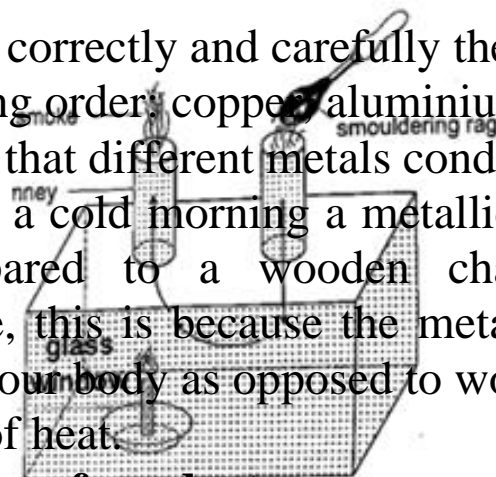 correctly and carefully the
ng order: copper, aluminiu
smoke
smouldering rag
that different metals cond
nney
a cold morning a metallic
pared to a wooden cha
e, this is because the meta
glass
window
our body as opposed to wo
of heat.